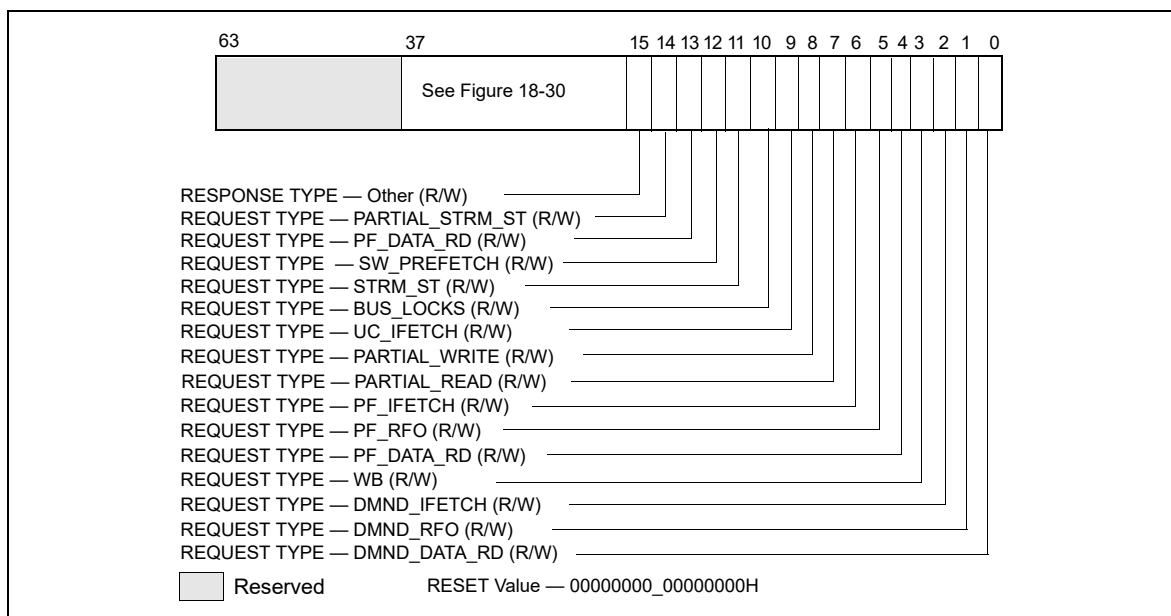 63 37 15 14 13 12 11 10 9 8 7 6 5 4 3 2 1 0
See Figure 18-30
RESPONSE TYPE — Other (R/W)
REQUEST TYPE — PARTIAL_STRM_ST (R/W)
REQUEST TYPE — PF_DATA_RD (R/W)
REQUEST TYPE — SW_PREFETCH (R/W)
REQUEST TYPE — STRM_ST (R/W)
REQUEST TYPE — BUS_LOCKS (R/W)
REQUEST TYPE — UC_IFETCH (R/W)
REQUEST TYPE — PARTIAL_WRITE (R/W)
REQUEST TYPE — PARTIAL_READ (R/W)
REQUEST TYPE — PF_IFETCH (R/W)
REQUEST TYPE — PF_RFO (R/W)
REQUEST TYPE — PF_DATA_RD (R/W)
REQUEST TYPE — WB (R/W)
REQUEST TYPE — DMND_IFETCH (R/W)
REQUEST TYPE — DMND_RFO (R/W)
REQUEST TYPE — DMND_DATA_RD (R/W)
Reserved RESET Value — 00000000_00000000H